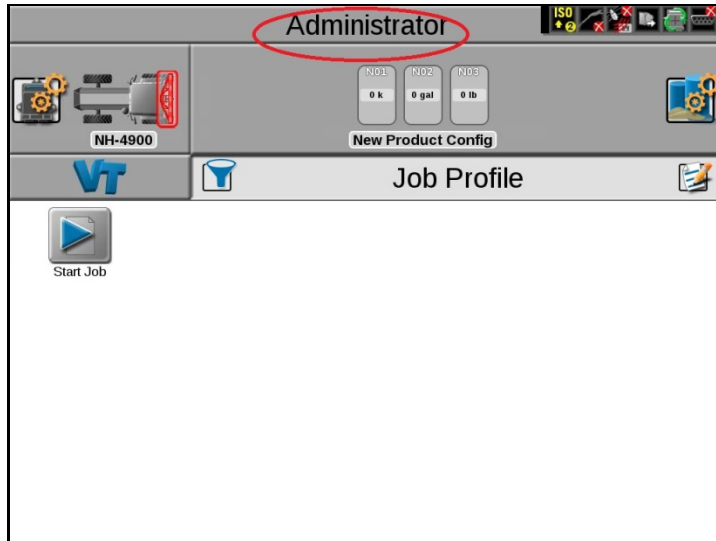 Administrator
ISO
2
N01 N02 N03
0 k 0 gal 0 lb
NH-4900
New Product Config
VT
Job Profile
Start Job